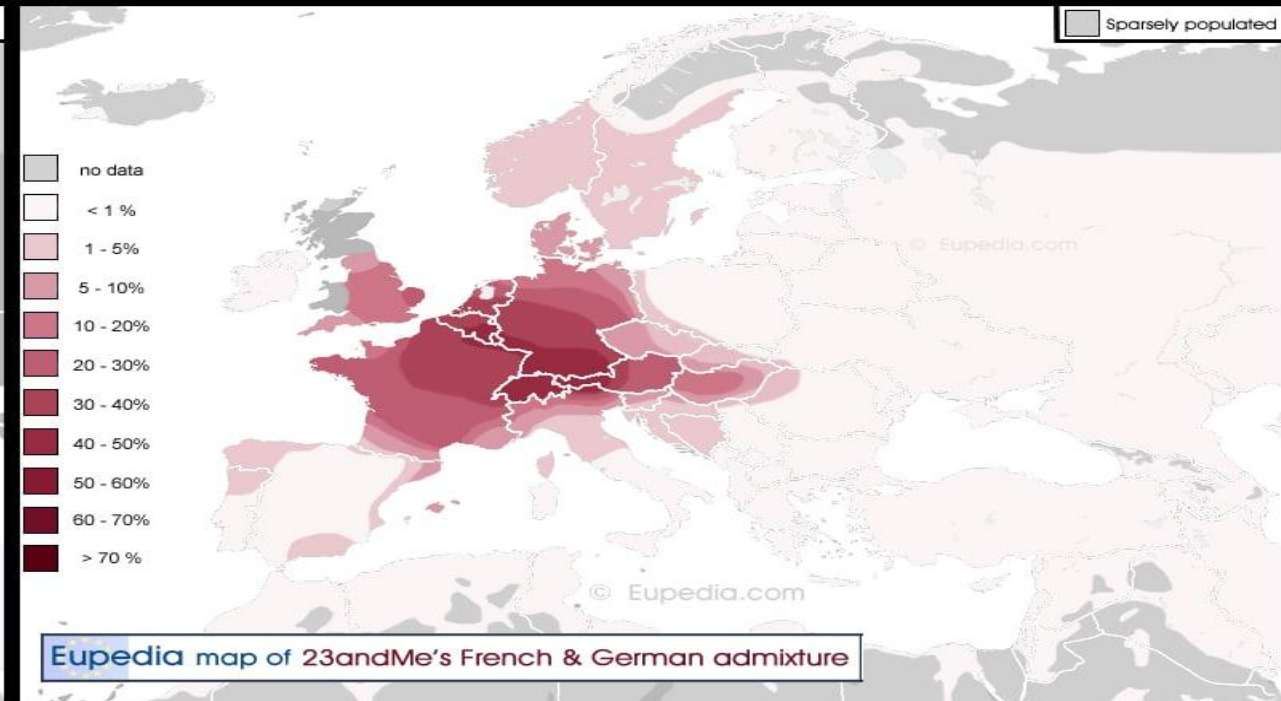 Sparsely populated
no data
< 1 %
1 - 5%
5 - 10%
10 - 20%
20 - 30%
30 - 40%
40 - 50%
50 - 60%
60 - 70%
> 70 %
© Eupedia.com
© Eupedia.com
Eupedia map of 23andMe's French & German admixture